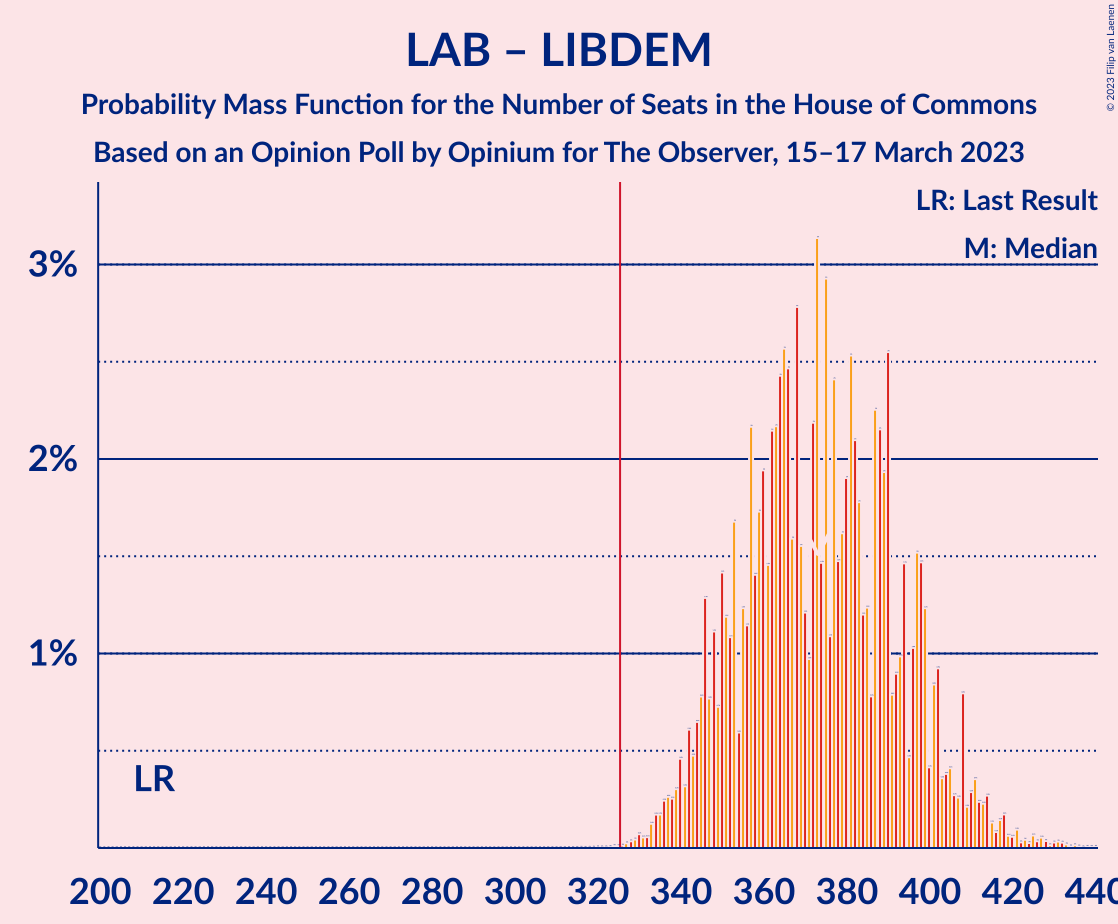 LAB – LIBDEM
Probability Mass Function for the Number of Seats in the House of Commons
Based on an Opinion Poll by Opinium for The Observer, 15–17 March 2023
© 2023 Filip van Laenen
LR: Last Result
M: Median
3%
2%
1%
LR
M
200 220 240 260 280 300 320 340 360 380 400 420 440